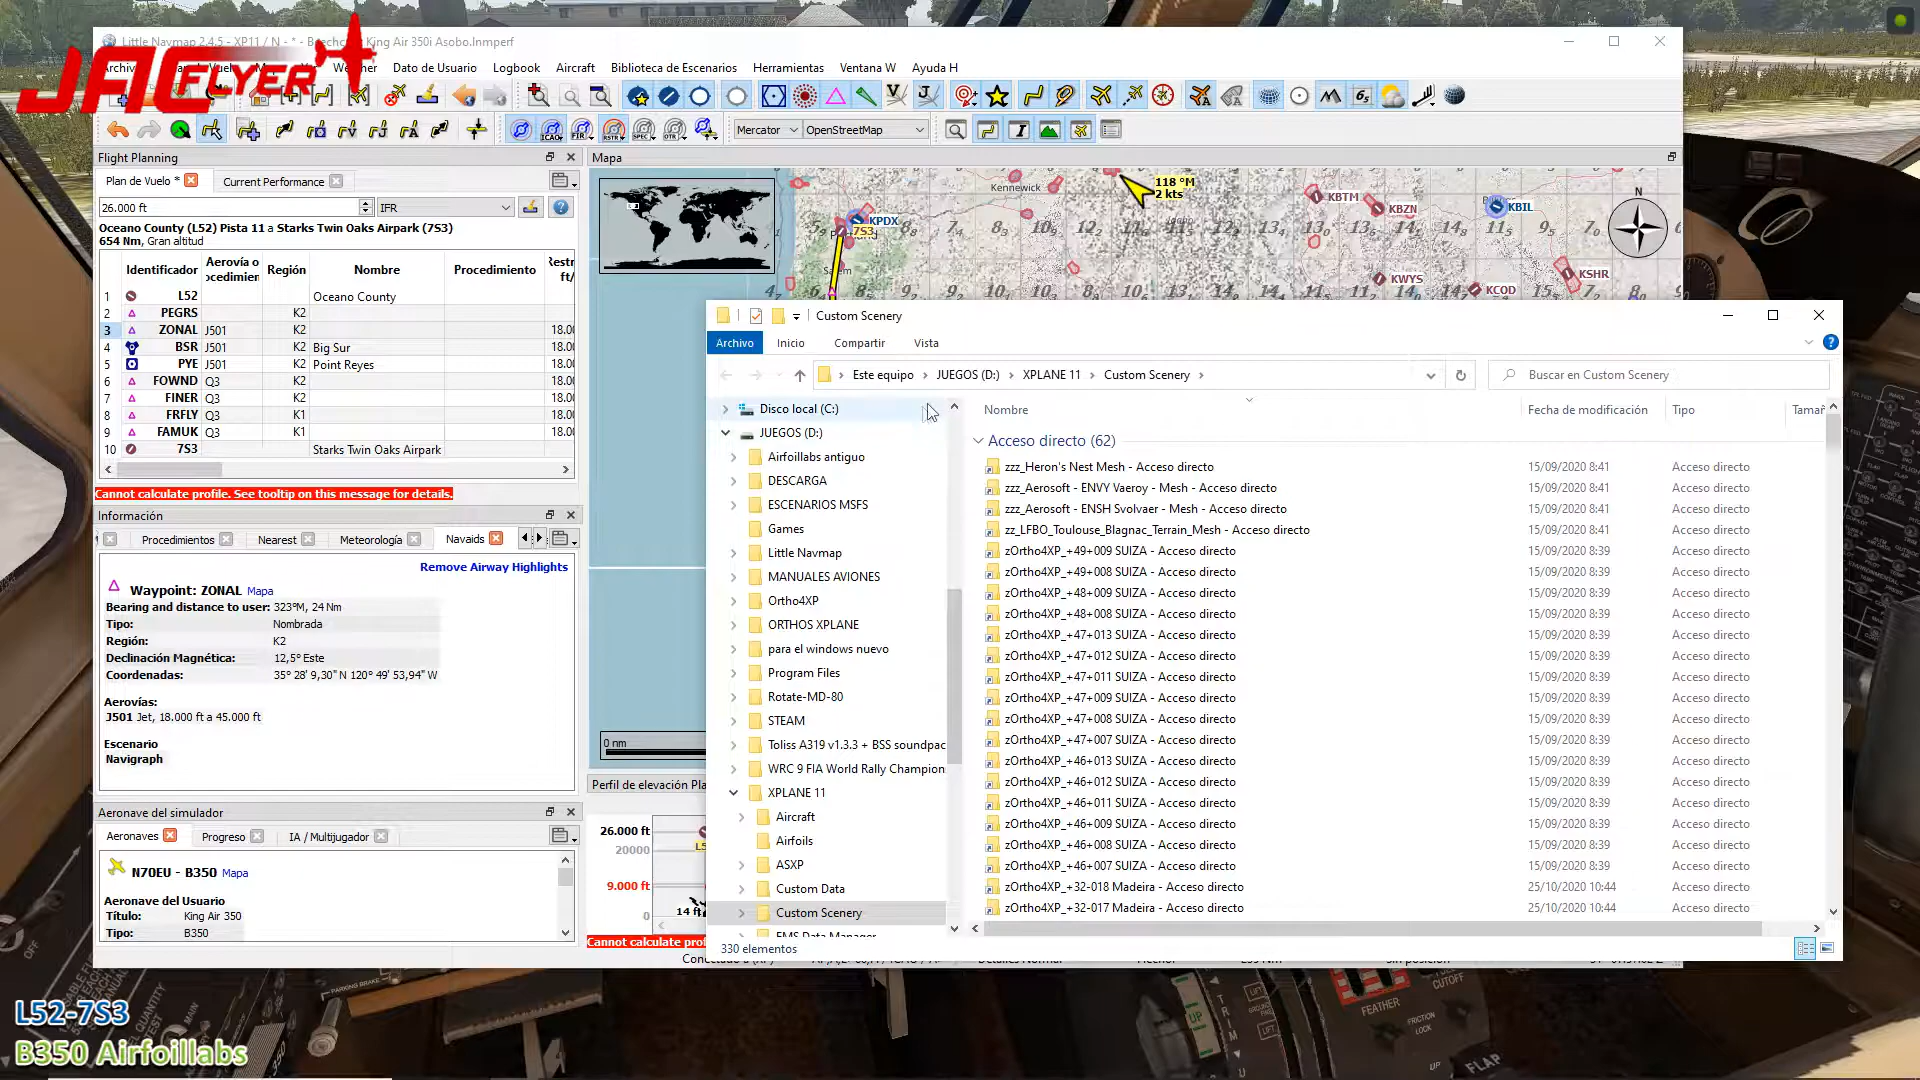 JACFLYER
Little Navmap 2.4.5 - XP11 / N - * - Beechcraft King Air 350i Asobo.lnmperf
Dato de Usuario
Logbook
Aircraft
Biblioteca de Escenarios
Herramientas
Ventana W
Ayuda H
Mercator
OpenStreetMap
Flight Planning
Mapa
Plan de Vuelo *
Current Performance
26.000 ft
IFR
Oceano County (L52) Pista 11 a Starks Twin Oaks Airpark (7S3)
654 Nm, Gran altitud
Identificador
Aerovía o
Región
Nombre
Procedimiento
1 L52 Oceano County
2 PEGRS K2
3 ZONAL J501 K2 18.00
4 BSR J501 K2 Big Sur 18.00
5 PYE J501 K2 Point Reyes 18.00
6 FOWND Q3 K2 18.00
7 FINER Q3 K2 18.00
8 FRFLY Q3 K1 18.00
9 FAMUK Q3 K1 18.00
10 7S3 Starks Twin Oaks Airpark
Cannot calculate profile. See tooltip on this message for details.
Información
Procedimientos
Nearest
Meteorología
Navaids
Remove Airway Highlights
Waypoint: ZONAL Mapa
Bearing and distance to user: 323°M, 24 Nm
Tipo: Nombrada
Región: K2
Declinación Magnética: 12,5° Este
Coordenadas: 35° 28' 9,30" N 120° 49' 53,94" W
Aerovías:
J501 Jet, 18.000 ft a 45.000 ft
Escenario
Navigraph
Aeronave del simulador
Aeronaves
Progreso
IA / Multijugador
N70EU - B350 Mapa
Aeronave del Usuario
Título: King Air 350
Tipo: B350
KPDX
7S3
Salem
Kennewick
118 °M
2 kts
KBTM
KBZN
KBIL
KWYS
KCOD
KSHR
N
0 nm
Perfil de elevación Pla
26.000 ft
20000
9.000 ft
14 ft
0
Cannot calculate prof
Custom Scenery
Archivo
Inicio
Compartir
Vista
Este equipo
JUEGOS (D:)
XPLANE 11
Custom Scenery
Buscar en Custom Scenery
Disco local (C:)
JUEGOS (D:)
Airfoillabs antiguo
DESCARGA
ESCENARIOS MSFS
Games
Little Navmap
MANUALES AVIONES
Ortho4XP
ORTHOS XPLANE
para el windows nuevo
Program Files
Rotate-MD-80
STEAM
Toliss A319 v1.3.3 + BSS soundpac
WRC 9 FIA World Rally Champion
XPLANE 11
Aircraft
Airfoils
ASXP
Custom Data
Custom Scenery
FMS Data Manager
330 elementos
Nombre
Fecha de modificación
Tipo
Tamañ
Acceso directo (62)
zzz_Heron's Nest Mesh - Acceso directo 15/09/2020 8:41 Acceso directo
zzz_Aerosoft - ENVY Vaeroy - Mesh - Acceso directo 15/09/2020 8:41 Acceso directo
zzz_Aerosoft - ENSH Svolvaer - Mesh - Acceso directo 15/09/2020 8:41 Acceso directo
zz_LFBO_Toulouse_Blagnac_Terrain_Mesh - Acceso directo 15/09/2020 8:41 Acceso directo
zOrtho4XP_+49+009 SUIZA - Acceso directo 15/09/2020 8:39 Acceso directo
zOrtho4XP_+49+008 SUIZA - Acceso directo 15/09/2020 8:39 Acceso directo
zOrtho4XP_+48+009 SUIZA - Acceso directo 15/09/2020 8:39 Acceso directo
zOrtho4XP_+48+008 SUIZA - Acceso directo 15/09/2020 8:39 Acceso directo
zOrtho4XP_+47+013 SUIZA - Acceso directo 15/09/2020 8:39 Acceso directo
zOrtho4XP_+47+012 SUIZA - Acceso directo 15/09/2020 8:39 Acceso directo
zOrtho4XP_+47+011 SUIZA - Acceso directo 15/09/2020 8:39 Acceso directo
zOrtho4XP_+47+009 SUIZA - Acceso directo 15/09/2020 8:39 Acceso directo
zOrtho4XP_+47+008 SUIZA - Acceso directo 15/09/2020 8:39 Acceso directo
zOrtho4XP_+47+007 SUIZA - Acceso directo 15/09/2020 8:39 Acceso directo
zOrtho4XP_+46+013 SUIZA - Acceso directo 15/09/2020 8:39 Acceso directo
zOrtho4XP_+46+012 SUIZA - Acceso directo 15/09/2020 8:39 Acceso directo
zOrtho4XP_+46+011 SUIZA - Acceso directo 15/09/2020 8:39 Acceso directo
zOrtho4XP_+46+009 SUIZA - Acceso directo 15/09/2020 8:39 Acceso directo
zOrtho4XP_+46+008 SUIZA - Acceso directo 15/09/2020 8:39 Acceso directo
zOrtho4XP_+46+007 SUIZA - Acceso directo 15/09/2020 8:39 Acceso directo
zOrtho4XP_+32-018 Madeira - Acceso directo 25/10/2020 10:44 Acceso directo
zOrtho4XP_+32-017 Madeira - Acceso directo 25/10/2020 10:44 Acceso directo
L52-7S3
B350 Airfoillabs
PARKING BRAKE
UP
TRIM
FEATHER
CUTOFF
FRICTION
LOCK
FLAP
OFF
QUANTITY